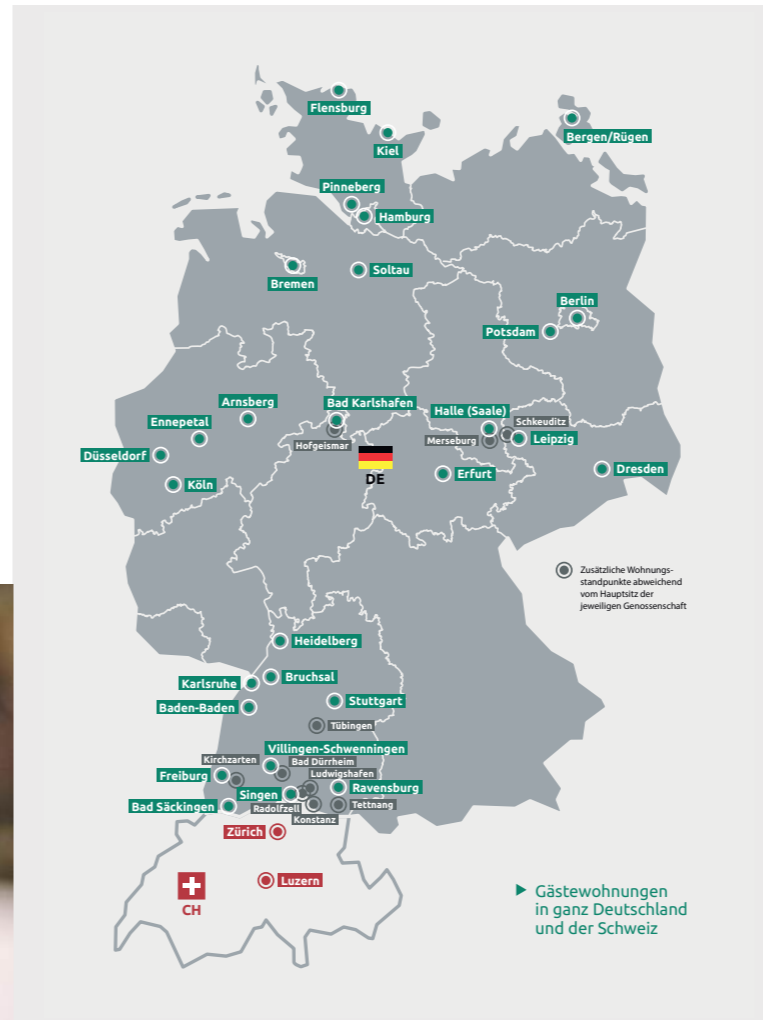 Flensburg
Kiel
Bergen/Rügen
Pinneberg
Hamburg
Bremen
Soltau
Berlin
Potsdam
Arnsberg
Bad Karlshafen
Halle (Saale)
Ennepetal
Schkeuditz
Hofgeismar
Merseburg
Leipzig
Düsseldorf
Dresden
Köln
DE
Erfurt
Zusätzliche Wohnungs-
standpunkte abweichend
vom Hauptsitz der
jeweiligen Genossenschaft
Heidelberg
Karlsruhe
Bruchsal
Baden-Baden
Stuttgart
Tübingen
Villingen-Schwenningen
Kirchzarten
Bad Dürrheim
Freiburg
Ludwigshafen
Singen
Ravensburg
Bad Säckingen
Radolfzell
Tettnang
Konstanz
Zürich
Luzern
CH
Gästewohnungen
in ganz Deutschland
und der Schweiz